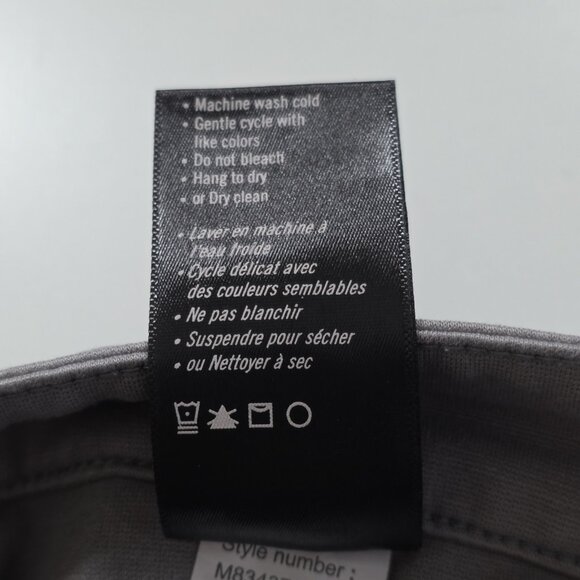 • Machine wash cold
• Gentle cycle with
like colors
• Do not bleach
• Hang to dry
• or Dry clean
• Laver en machine à
l'eau froide
• Cycle délicat avec
des couleurs semblables
• Ne pas blanchir
• Suspendre pour sécher
• ou Nettoyer à sec
Style number :